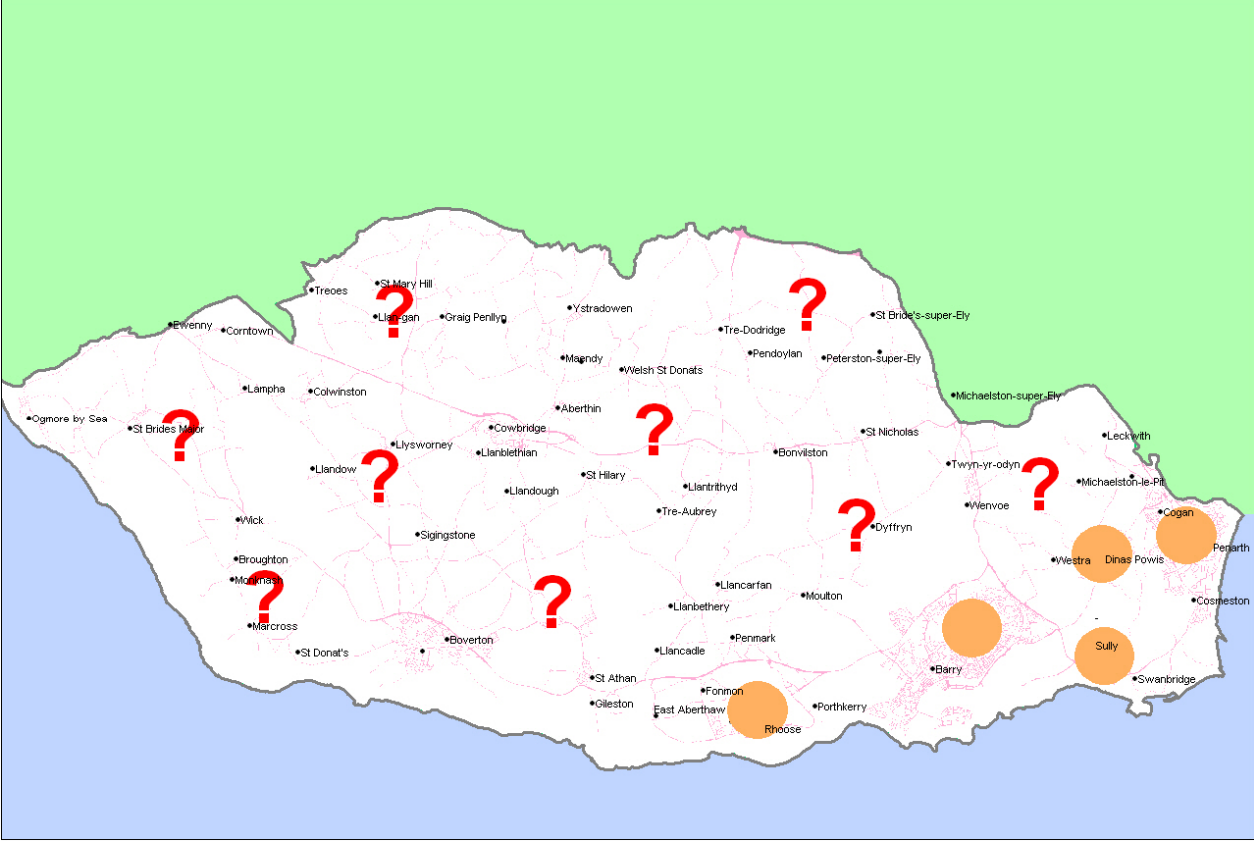 St Mary Hill
Treoes
?
?
Ystradowen
Llan-gan
Graig Penllyn
St Bride's-super-Ely
Ewenny
Corntown
Tre-Dodridge
Pendoylan
Peterston-super-Ely
Maendy
Welsh St Donats
Lampha
Colwinston
Michaelston-super-Ely
Aberthin
Ogmore by Sea
St Brides Major
?
?
Cowbridge
St Nicholas
Leckwith
Llysworney
Llanblethian
Bonvilston
Twyn-yr-odyn
Llandow
?
St Hilary
?
Michaelston-le-Pit
Llandough
Llantrithyd
Wenvoe
Tre-Aubrey
Cogan
Wick
?
Dyffryn
Sigingstone
Penarth
Broughton
Westra
Dinas Powis
Monknash
?
?
Llancarfan
Moulton
Llanbethery
Cosmeston
Marcross
Boverton
Penmark
St Donat's
Llancadle
Sully
Barry
St Athan
Swanbridge
Fonmon
Gileston
East Aberthaw
Porthkerry
Rhoose